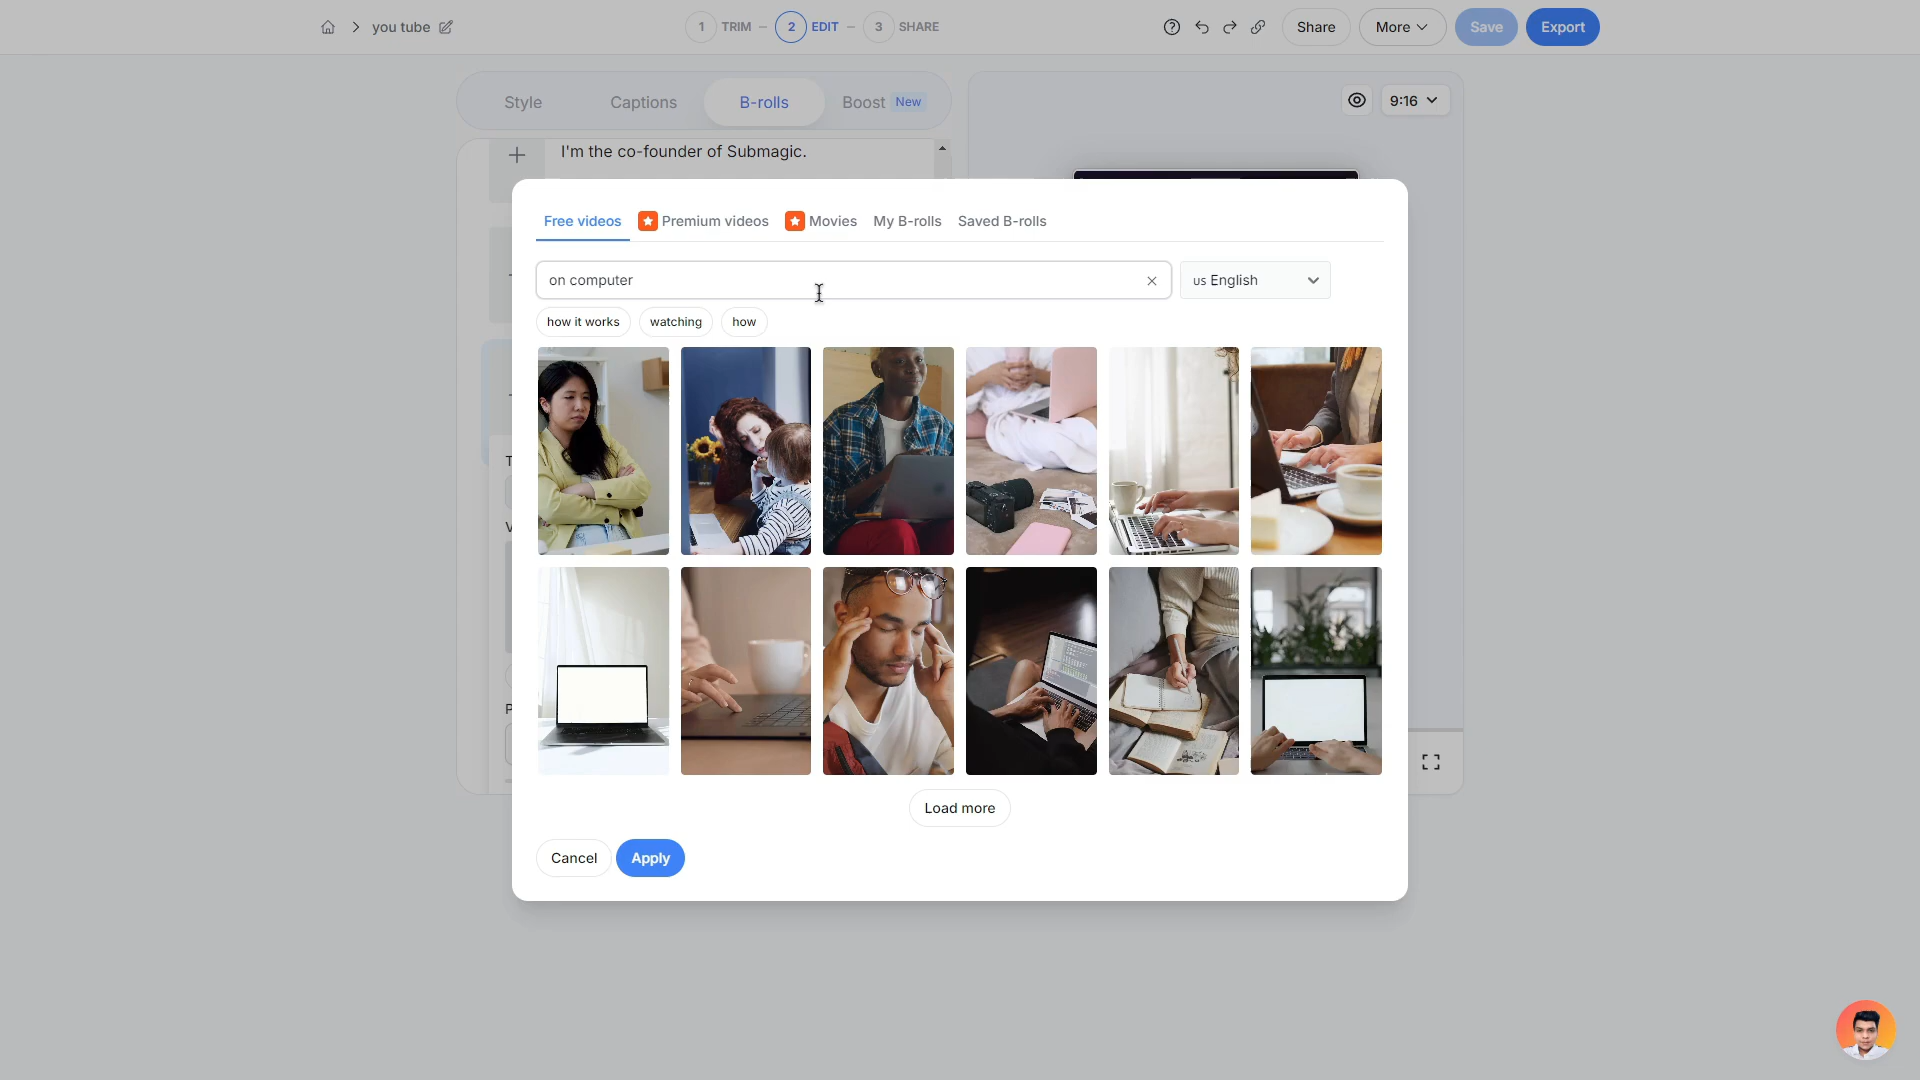 you tube
1 TRIM – 2 EDIT – 3 SHARE
Share
More
Save
Export
Style
Captions
B-rolls
Boost New
9:16
I'm the co-founder of Submagic.
Free videos
Premium videos
Movies
My B-rolls
Saved B-rolls
on computer
us English
how it works
watching
how
Load more
Cancel
Apply